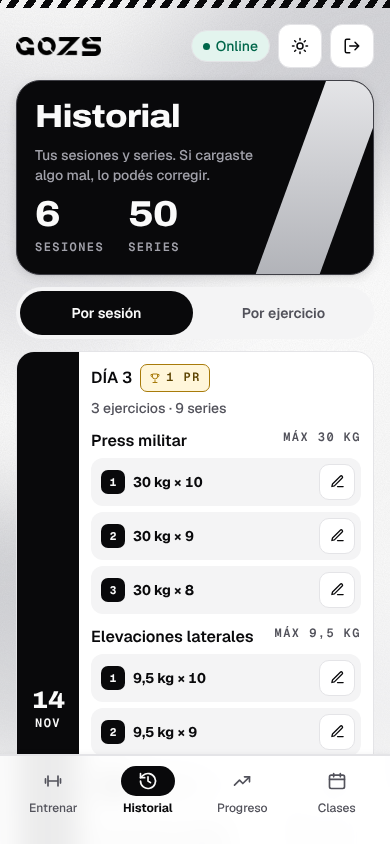 GOZS
Online
Historial
Tus sesiones y series. Si cargaste
algo mal, lo podés corregir.
6
50
SESIONES
SERIES
Por sesión
Por ejercicio
DÍA 3
1 PR
3 ejercicios · 9 series
Press militar
MÁX 30 KG
1
30 kg × 10
2
30 kg × 9
3
30 kg × 8
Elevaciones laterales
MÁX 9,5 KG
1
9,5 kg × 10
2
9,5 kg × 9
14
NOV
Entrenar
Historial
Progreso
Clases